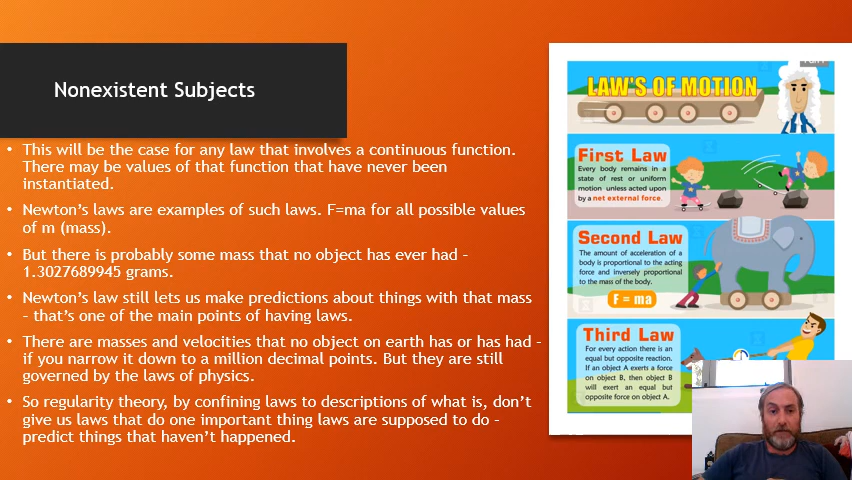 Nonexistent Subjects
• This will be the case for any law that involves a continuous function.
There may be values of that function that have never been
instantiated.
• Newton's laws are examples of such laws. F=ma for all possible values
of m (mass).
• But there is probably some mass that no object has ever had –
1.3027689945 grams.
• Newton's law still lets us make predictions about things with that mass
– that's one of the main points of having laws.
• There are masses and velocities that no object on earth has or has had –
if you narrow it down to a million decimal points. But they are still
governed by the laws of physics.
• So regularity theory, by confining laws to descriptions of what is, don't
give us laws that do one important thing laws are supposed to do –
predict things that haven't happened.
LAW'S OF MOTION
First Law
Every body remains in a
state of rest or uniform
motion unless acted upon
by a net external force.
Second Law
The amount of acceleration of a
body is proportional to the acting
force and inversely proportional
to the mass of the body.
F = ma
Third Law
For every action there is an
equal but opposite reaction.
If an object A exerts a force
on object B, then object B
will exert an equal but
opposite force on object A.